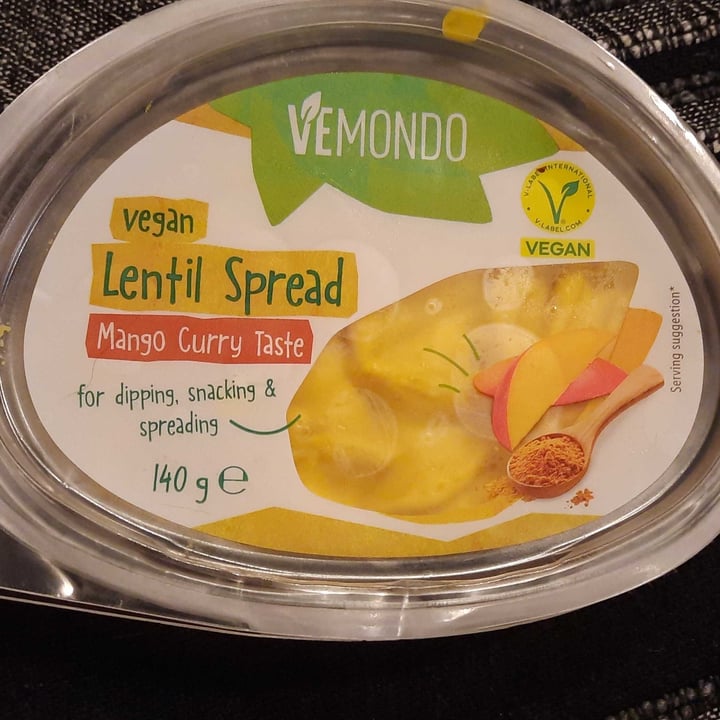 VEMONDO
vegan
Lentil Spread
Mango Curry Taste
for dipping, snacking &
spreading
140 g e
V-LABEL INTERNATIONAL
V-LABEL.COM
VEGAN
Serving suggestion*